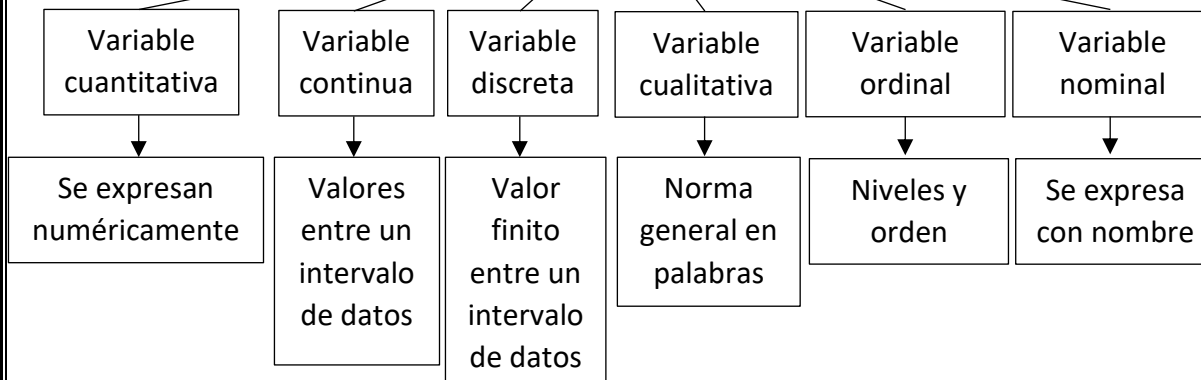 Variable
cuantitativa
Variable
continua
Variable
discreta
Variable
cualitativa
Variable
ordinal
Variable
nominal
Se expresan
numéricamente
Valores
entre un
intervalo
de datos
Valor
finito
entre un
intervalo
de datos
Norma
general en
palabras
Niveles y
orden
Se expresa
con nombre